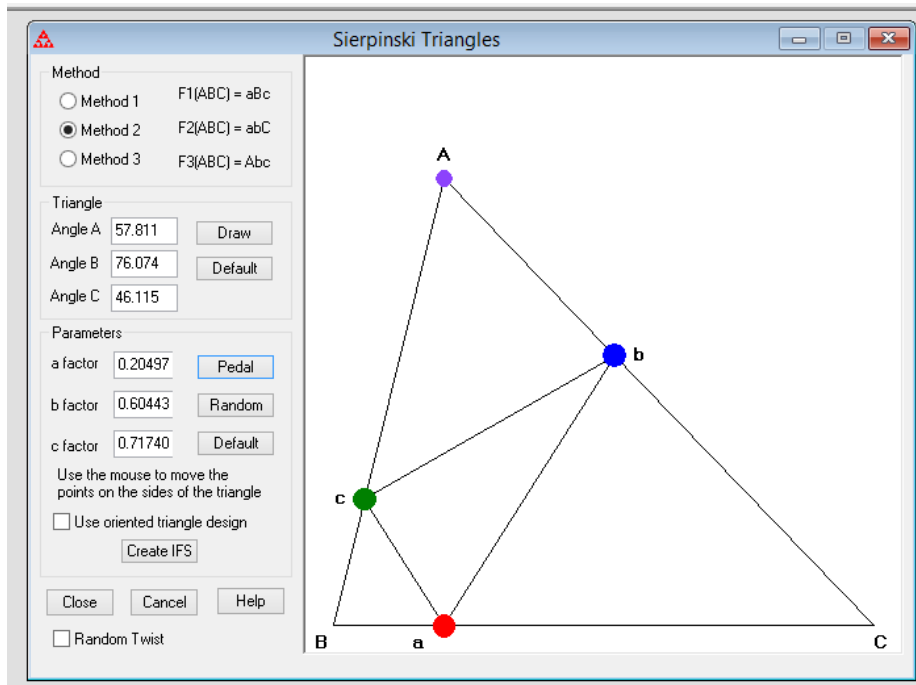 Sierpinski Triangles
Method
Method 1
F1(ABC) = aBc
Method 2
F2(ABC) = abC
Method 3
F3(ABC) = Abc
Triangle
Angle A 57.811 Draw
Angle B 76.074 Default
Angle C 46.115
Parameters
a factor 0.20497 Pedal
b factor 0.60443 Random
c factor 0.71740 Default
Use the mouse to move the
points on the sides of the triangle
Use oriented triangle design
Create IFS
Close Cancel Help
Random Twist
A
b
c
B
a
C